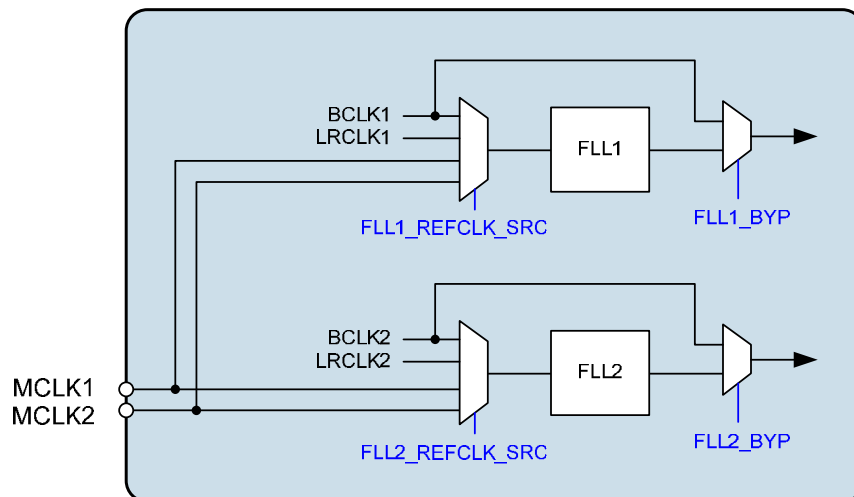 BCLK1
LRCLK1
FLL1
FLL1_REFCLK_SRC
FLL1_BYP
BCLK2
LRCLK2
FLL2
MCLK1
MCLK2
FLL2_REFCLK_SRC
FLL2_BYP